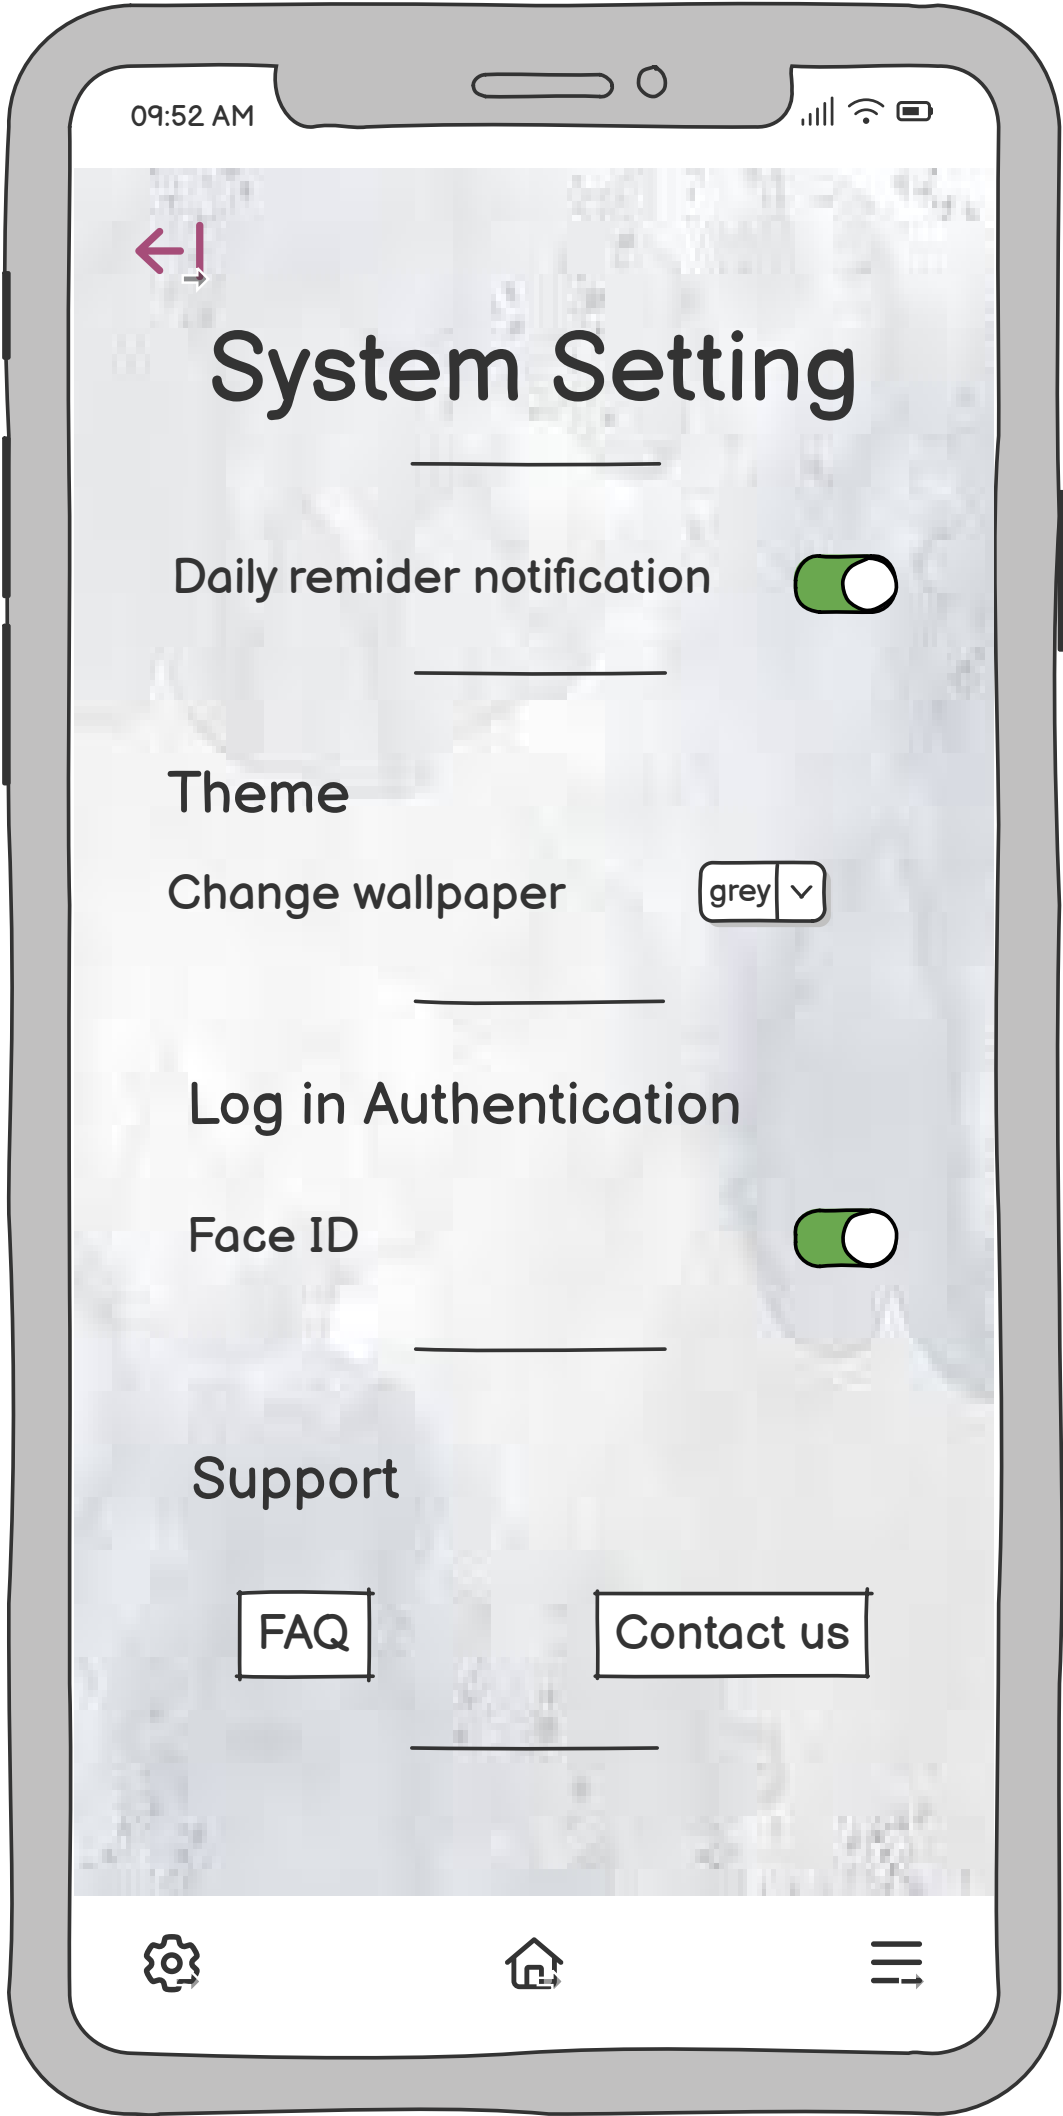 09:52 AM
System Setting
Daily remider notification
Theme
Change wallpaper
grey
Log in Authentication
Face ID
Support
FAQ
Contact us